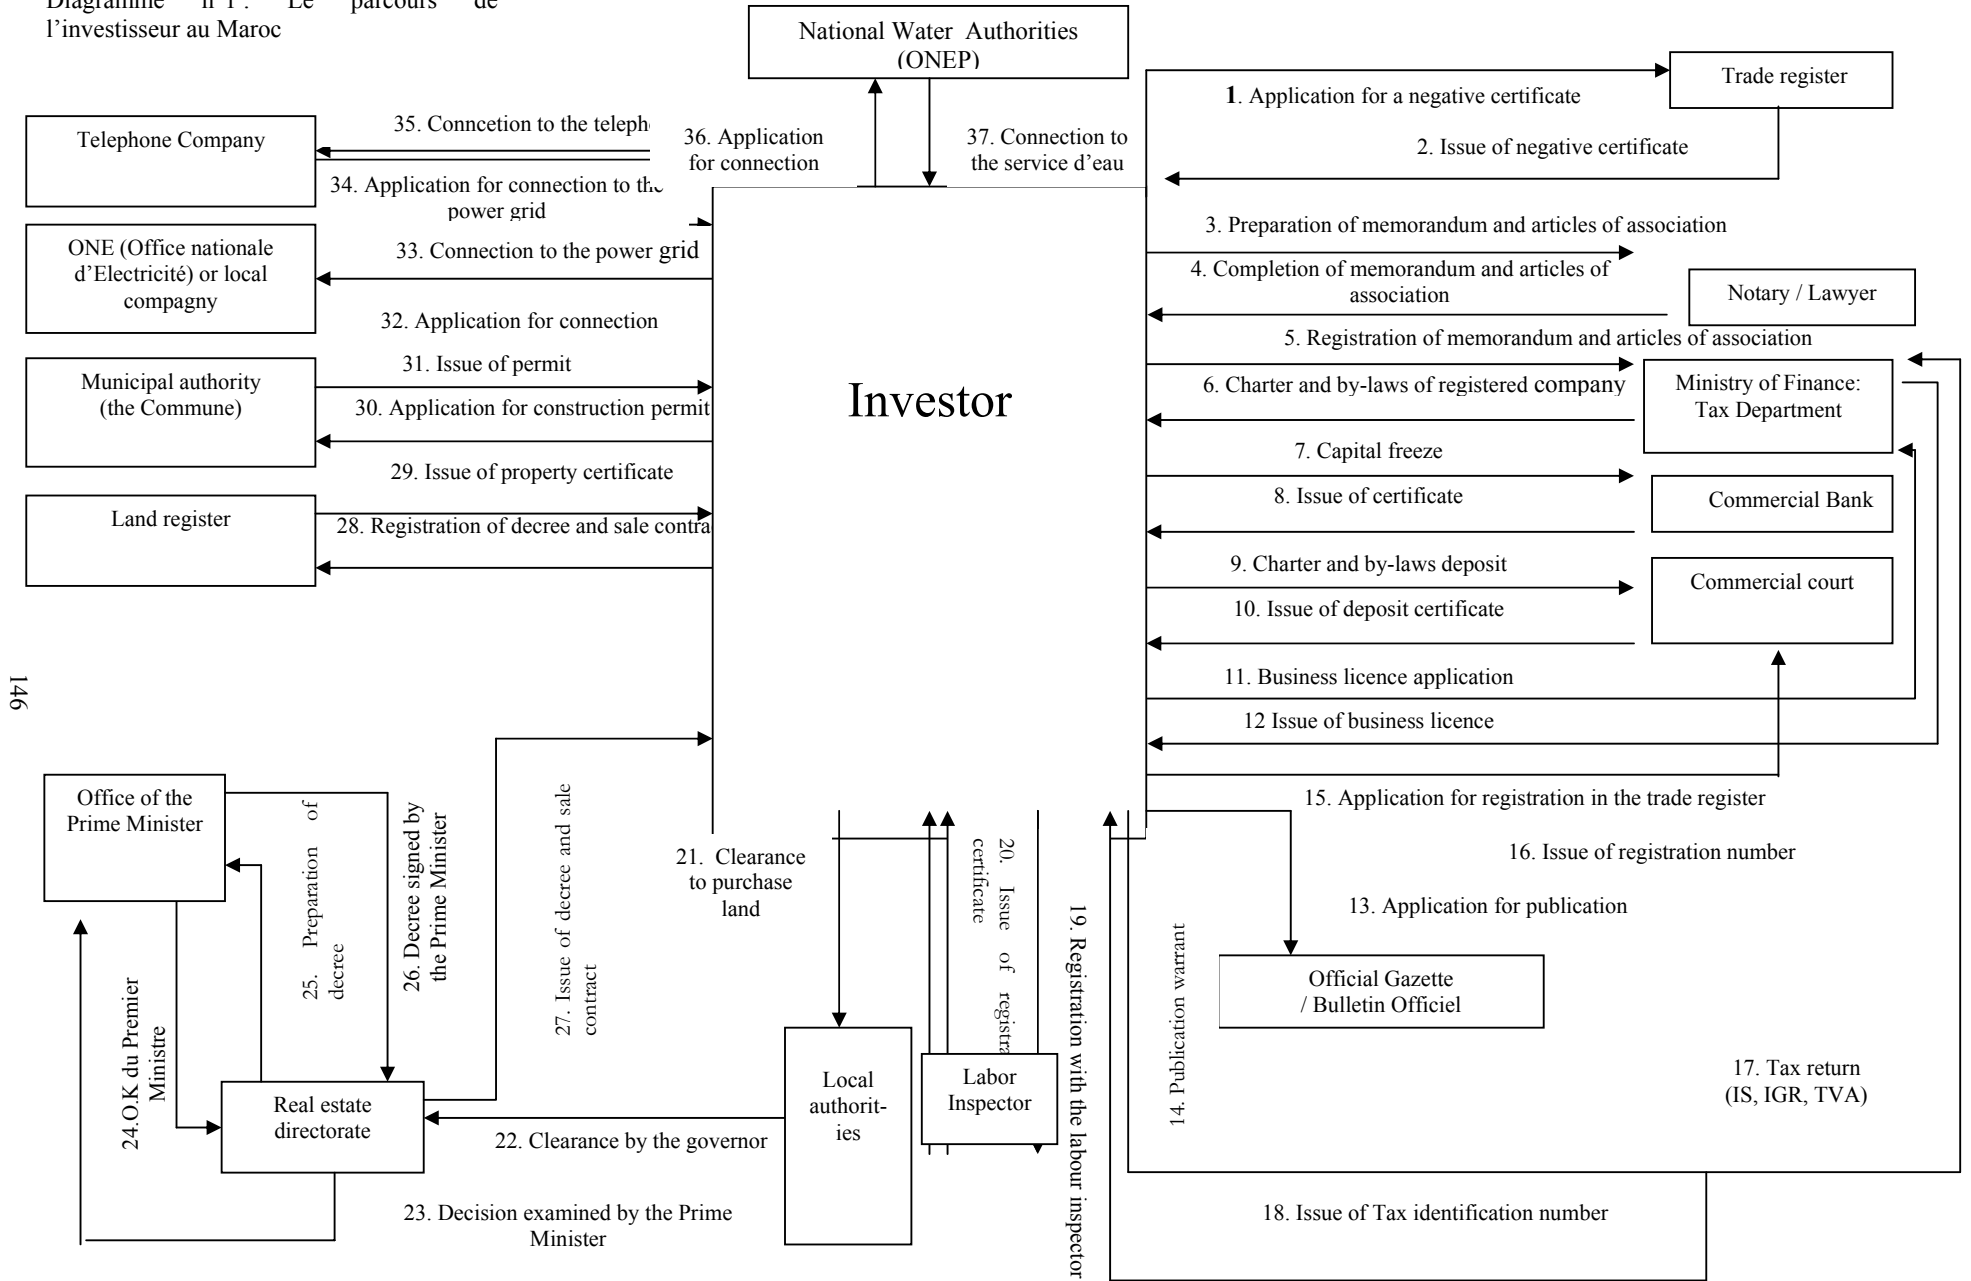 Diagramme n°1 : Le parcours de
l’investisseur au Maroc
National Water Authorities
(ONEP)
Trade register
1. Application for a negative certificate
2. Issue of negative certificate
Telephone Company
35. Conncetion to the teleph
36. Application
for connection
37. Connection to
the service d’eau
34. Application for connection to the
power grid
3. Preparation of memorandum and articles of association
ONE (Office nationale
d’Electricité) or local
compagny
33. Connection to the power grid
4. Completion of memorandum and articles of
association
Notary / Lawyer
32. Application for connection
5. Registration of memorandum and articles of association
Municipal authority
(the Commune)
31. Issue of permit
30. Application for construction permit
Investor
6. Charter and by-laws of registered company
Ministry of Finance:
Tax Department
29. Issue of property certificate
7. Capital freeze
8. Issue of certificate
Commercial Bank
Land register
28. Registration of decree and sale contra
9. Charter and by-laws deposit
10. Issue of deposit certificate
Commercial court
11. Business licence application
12 Issue of business licence
146
Office of the
Prime Minister
25. Preparation of
decree
26. Decree signed by
the Prime Minister
27. Issue of decree and sale
contract
15. Application for registration in the trade register
16. Issue of registration number
21. Clearance
to purchase
land
20. Issue of registra
certificate
19. Registration with the labour inspector
13. Application for publication
14. Publication warrant
Official Gazette
/ Bulletin Officiel
24.O.K du Premier
Ministre
Real estate
directorate
22. Clearance by the governor
Local
authorit-
ies
Labor
Inspector
17. Tax return
(IS, IGR, TVA)
23. Decision examined by the Prime
Minister
18. Issue of Tax identification number